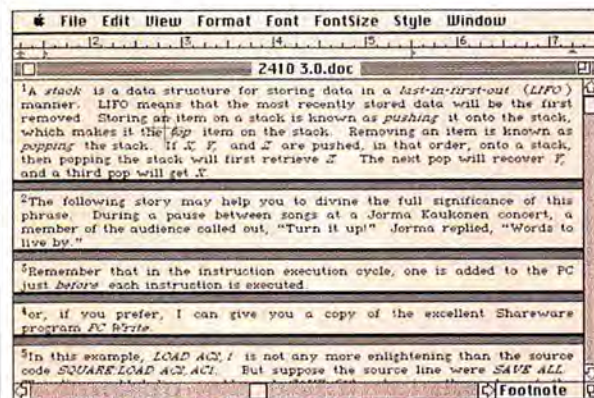 File Edit View Format Font FontSize Style Window
2 3 4 5 6 7
2410 3.0.doc
1A stack is a data structure for storing data in a last-in-first-out (LIFO)
manner. LIFO means that the most recently stored data will be the first
removed. Storing an item on a stack is known as pushing it onto the stack,
which makes it the top item on the stack. Removing an item is known as
popping the stack. If X, Y, and Z are pushed, in that order, onto a stack,
then popping the stack will first retrieve Z. The next pop will recover Y,
and a third pop will get X.
2The following story may help you to divine the full significance of this
phrase. During a pause between songs at a Jorma Kaukonen concert, a
member of the audience called out, "Turn it up!" Jorma replied, "Words to
live by."
3Remember that in the instruction execution cycle, one is added to the PC
just before each instruction is executed.
4or, if you prefer, I can give you a copy of the excellent Shareware
program PC Write.
5In this example, LOAD AC2,1 is not any more enlightening than the source
code SQUARE:LOAD AC2,AC1. But suppose the source line were SAVE ALL.
Footnote